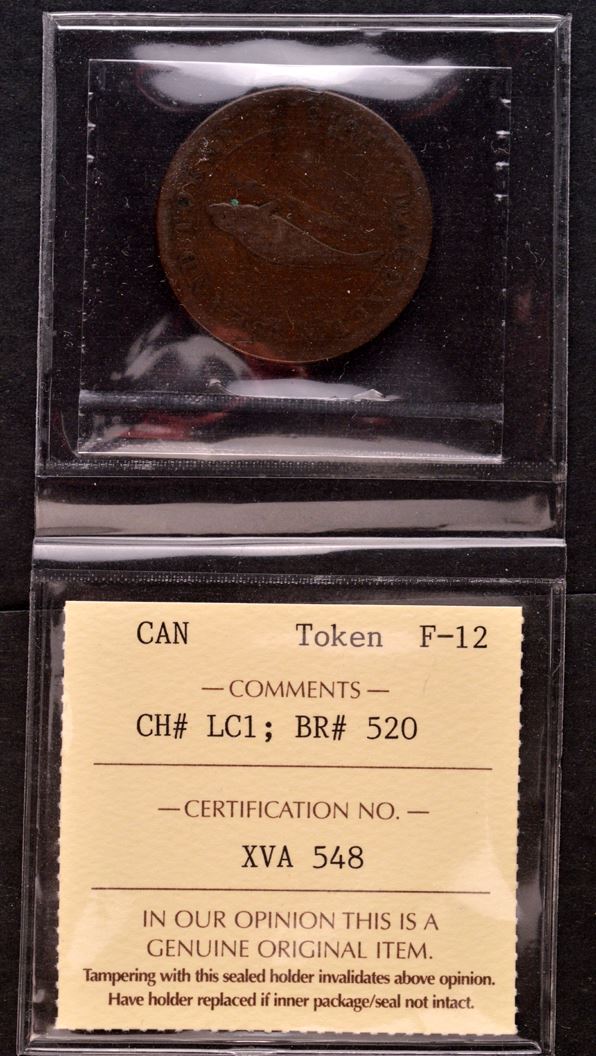 CAN Token F-12
— COMMENTS —
CH# LC1; BR# 520
—CERTIFICATION NO. —
XVA 548
IN OUR OPINION THIS IS A
GENUINE ORIGINAL ITEM.
Tampering with this sealed holder invalidates above opinion.
Have holder replaced if inner package/seal not intact.